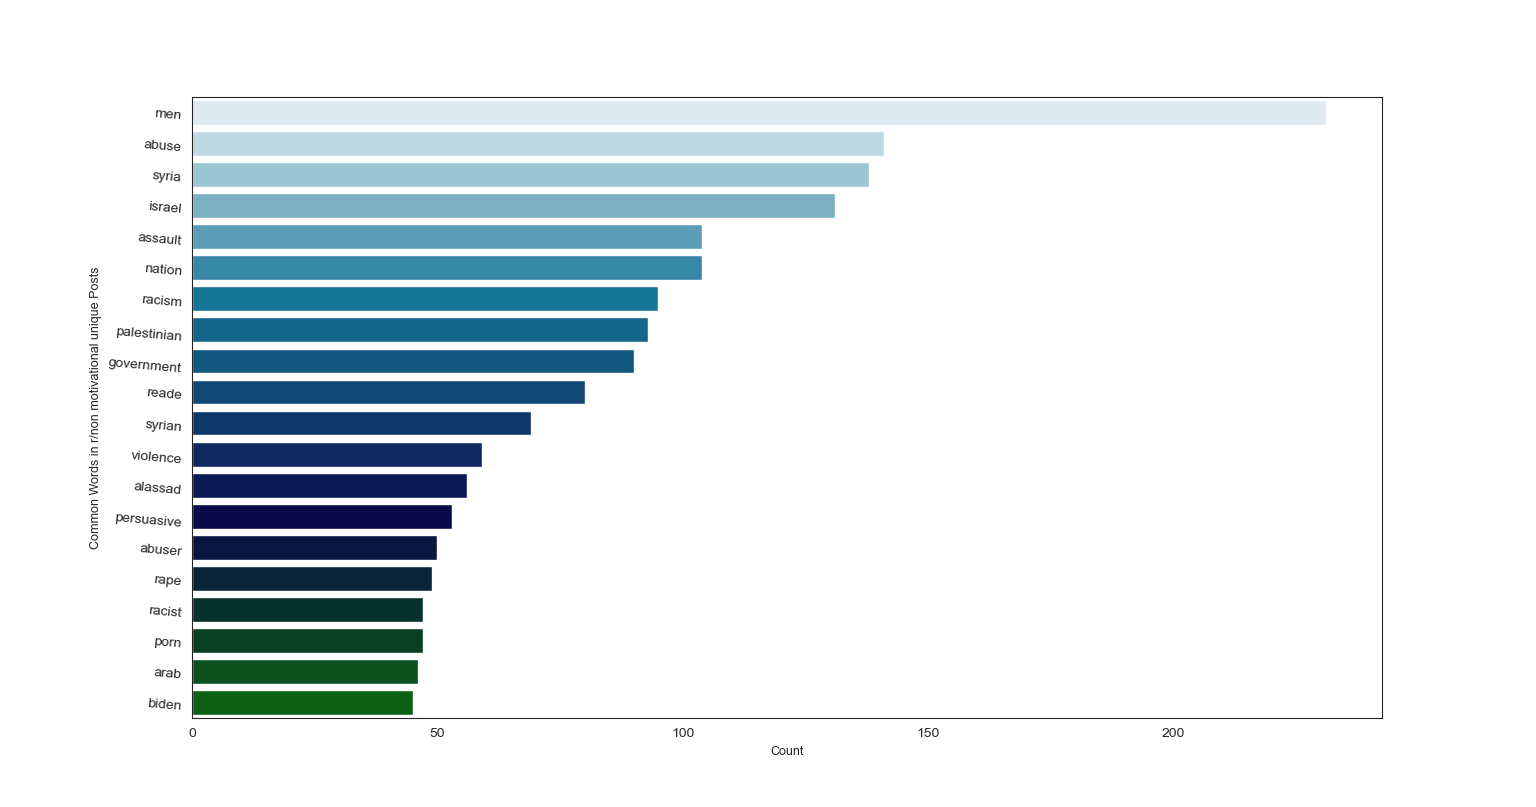 Common Words in r/non motivational unique Posts
men
abuse
syria
israel
assault
nation
racism
palestinian
government
reade
syrian
violence
alassad
persuasive
abuser
rape
racist
porn
arab
biden
0 50 100 150 200
Count